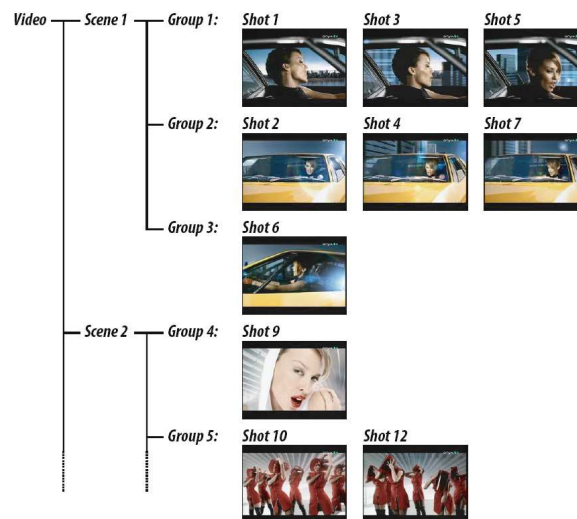 Video Scene 1 Group 1: Shot 1 Shot 3 Shot 5
Group 2: Shot 2 Shot 4 Shot 7
Group 3: Shot 6
Scene 2 Group 4: Shot 9
Group 5: Shot 10 Shot 12